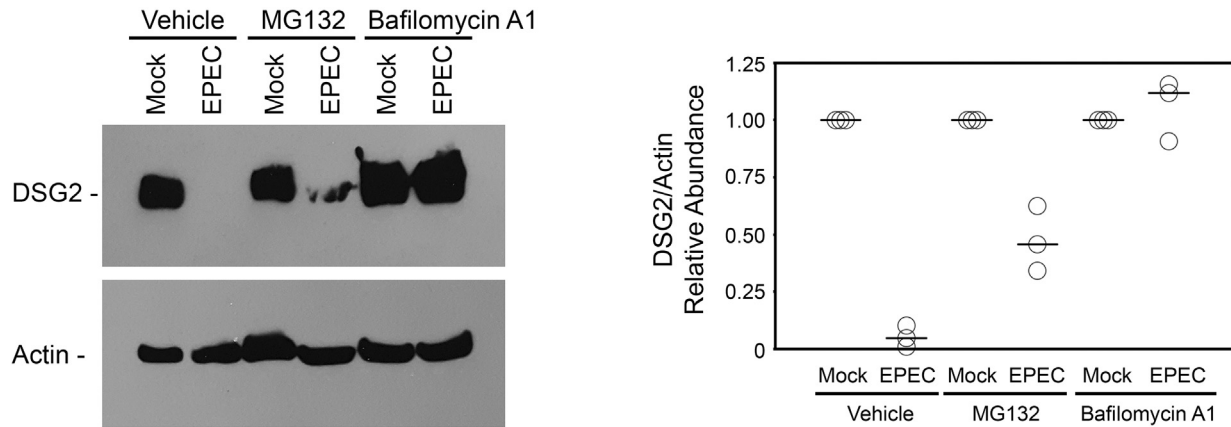 Vehicle MG132 Bafilomycin A1
Mock EPEC Mock EPEC Mock EPEC
DSG2 -
Actin -
DSG2/Actin
Relative Abundance
1.25
1.00
0.75
0.50
0.25
0
Mock EPEC Mock EPEC Mock EPEC
Vehicle MG132 Bafilomycin A1